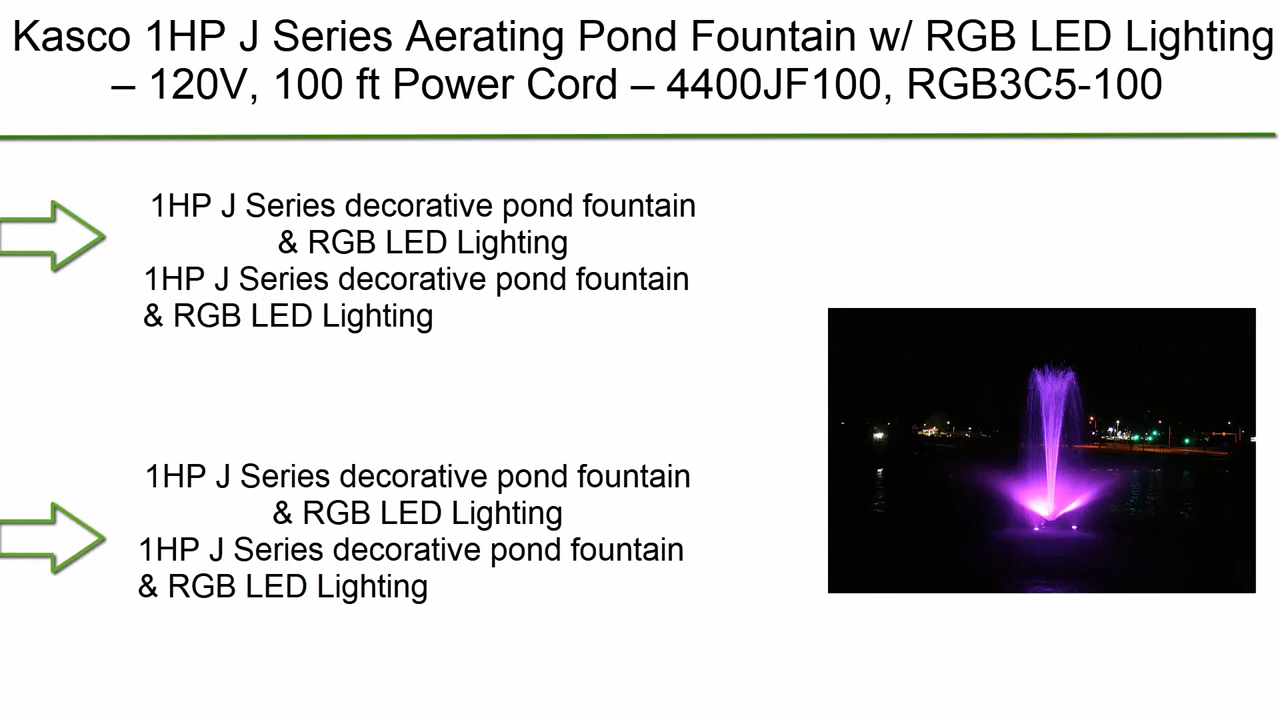 Kasco 1HP J Series Aerating Pond Fountain w/ RGB LED Lighting
– 120V, 100 ft Power Cord – 4400JF100, RGB3C5-100
1HP J Series decorative pond fountain
& RGB LED Lighting
1HP J Series decorative pond fountain
& RGB LED Lighting
1HP J Series decorative pond fountain
& RGB LED Lighting
1HP J Series decorative pond fountain
& RGB LED Lighting